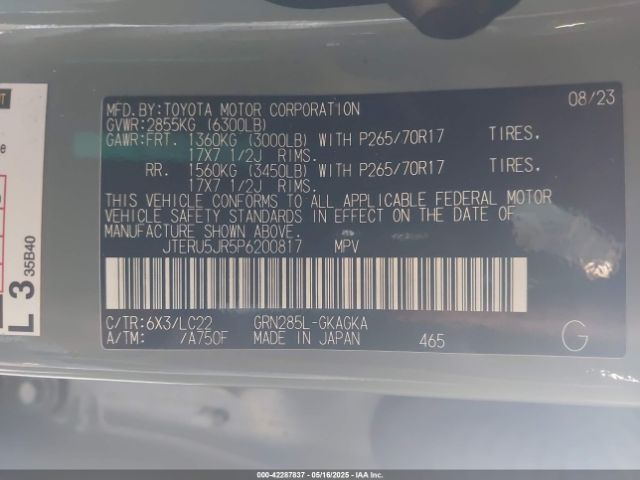 MFD.BY:TOYOTA MOTOR CORPORATION 08/23
GVWR:2855KG (6300LB)
GAWR:FRT. 1360KG (3000LB) WITH P265/70R17 TIRES.
17X7 1/2J RIMS.
RR. 1560KG (3450LB) WITH P265/70R17 TIRES.
17X7 1/2J RIMS.
THIS VEHICLE CONFORMS TO ALL APPLICABLE FEDERAL MOTOR
VEHICLE SAFETY STANDARDS IN EFFECT ON THE DATE OF
MANUFACTURE SHOWN ABOVE.
JTERU5JR5P6200817 MPV
C/TR:6X3/LC22 GRN285L-GKAGKA
A/TM: /A750F MADE IN JAPAN 465 G
L 3 35B40
000-42287837 - 05/16/2025 - IAAI.COM